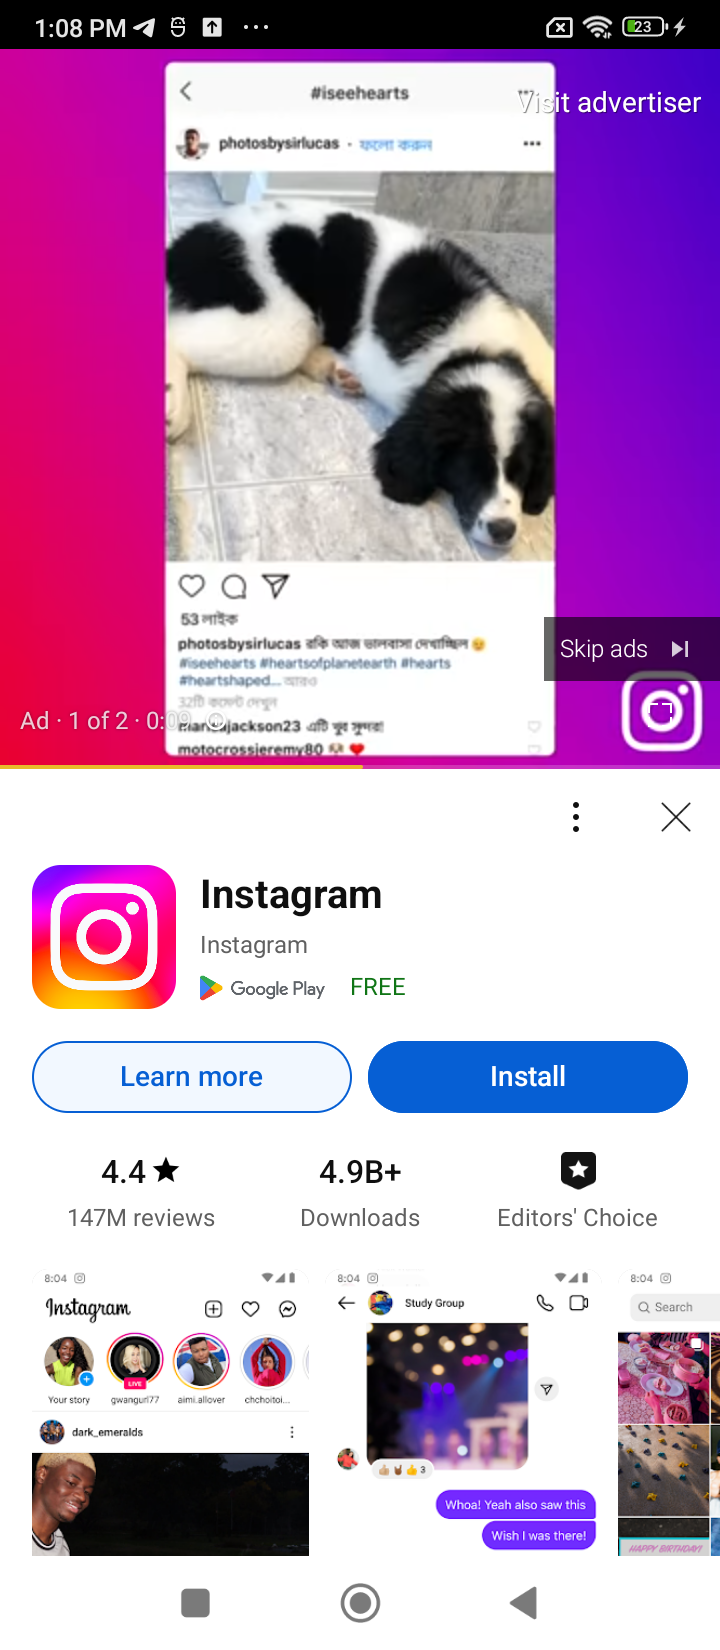 1:08 PM
23
#iseehearts
Visit advertiser
photosbysirlucas · ফলো করুন
53 লাইক
photosbysirlucas রকি আজ ভালবাসা দেখাচ্ছিল
#iseehearts #heartsofplanetearth #hearts
#heartshaped... আরও
32টি কমেন্ট দেখুন
জ্যাকson23 এটি খুব সুন্দর!
motocrossjeremy80
Skip ads
Ad · 1 of 2 · 0:09
Instagram
Instagram
Google Play FREE
Learn more
Install
4.4
4.9B+
147M reviews
Downloads
Editors' Choice
8:04
Instagram
Your story
LIVE
gwangurl77
aimi.allover
chchoitoi...
dark_emeralds
8:04
Study Group
3
Whoa! Yeah also saw this
Wish I was there!
8:04
Search
HAPPY BIRTHDAY!